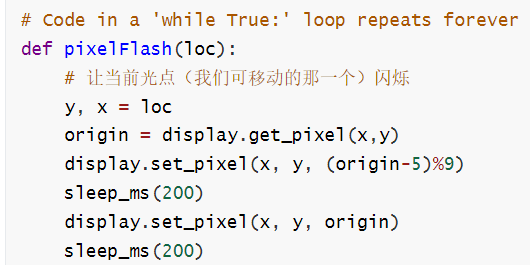 # Code in a 'while True:' loop repeats forever
def pixelFlash(loc):
    # 让当前光点（我们可移动的那一个）闪烁
    y, x = loc
    origin = display.get_pixel(x,y)
    display.set_pixel(x, y, (origin-5)%9)
    sleep_ms(200)
    display.set_pixel(x, y, origin)
    sleep_ms(200)